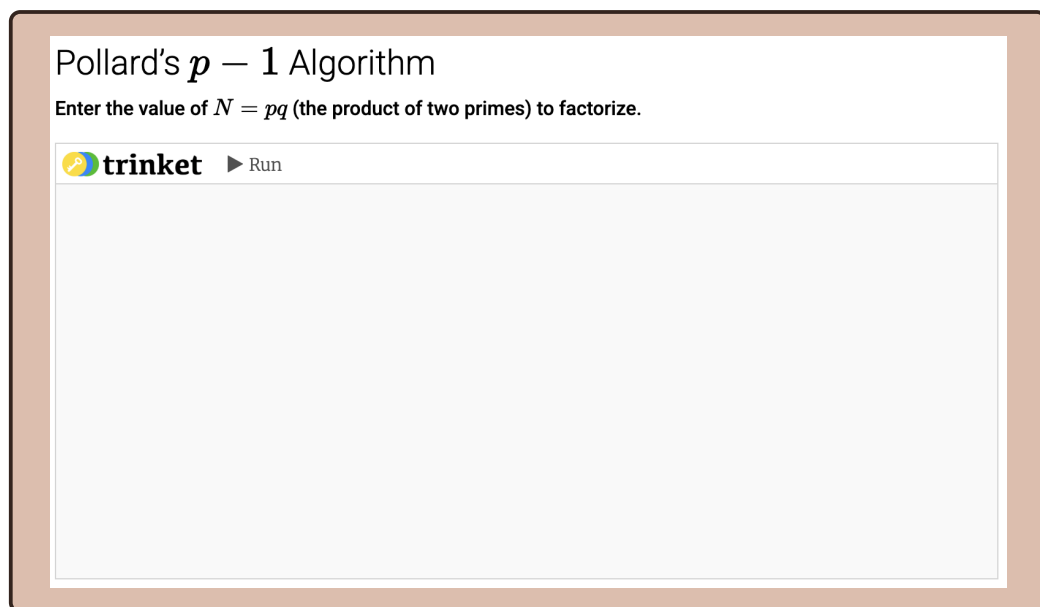 Pollard's p − 1 Algorithm
Enter the value of N = pq (the product of two primes) to factorize.
trinket Run